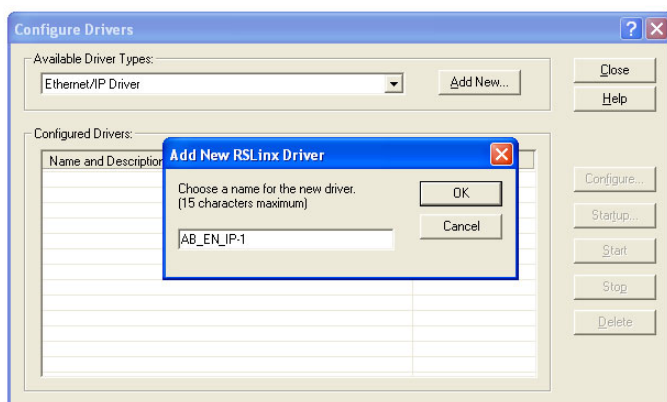 Configure Drivers
Available Driver Types:
Ethernet/IP Driver
Add New...
Close
Help
Configured Drivers:
Name and Description
Add New RSLinx Driver
Choose a name for the new driver.
(15 characters maximum)
AB_EN_IP-1
OK
Cancel
Configure...
Startup...
Start
Stop
Delete